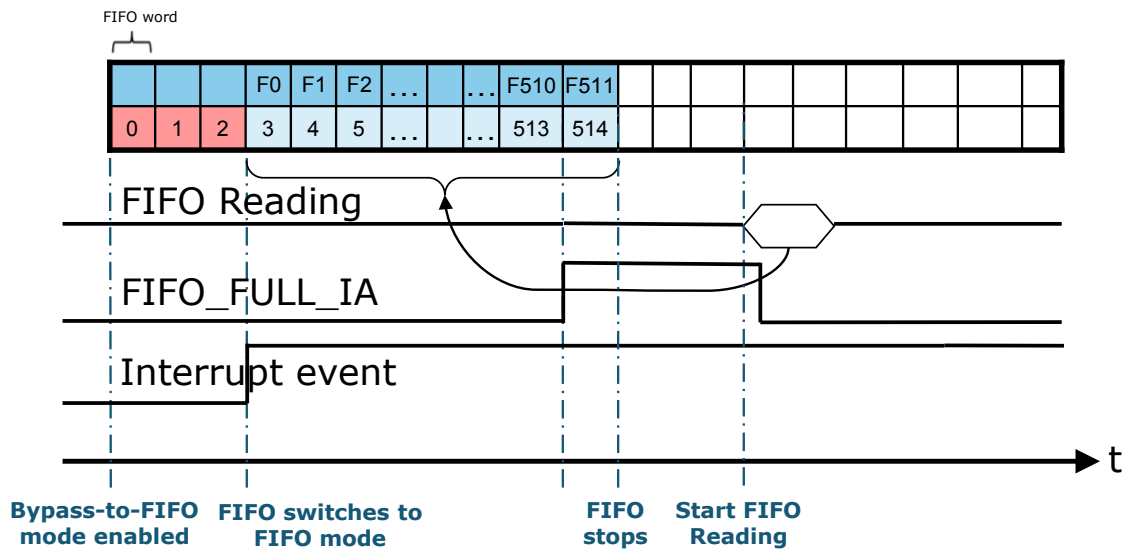 FIFO word
F0 F1 F2 ... ... F510 F511
0 1 2 3 4 5 ... ... 513 514
FIFO Reading
FIFO_FULL_IA
Interrupt event
t
Bypass-to-FIFO
mode enabled
FIFO switches to
FIFO mode
FIFO
stops
Start FIFO
Reading